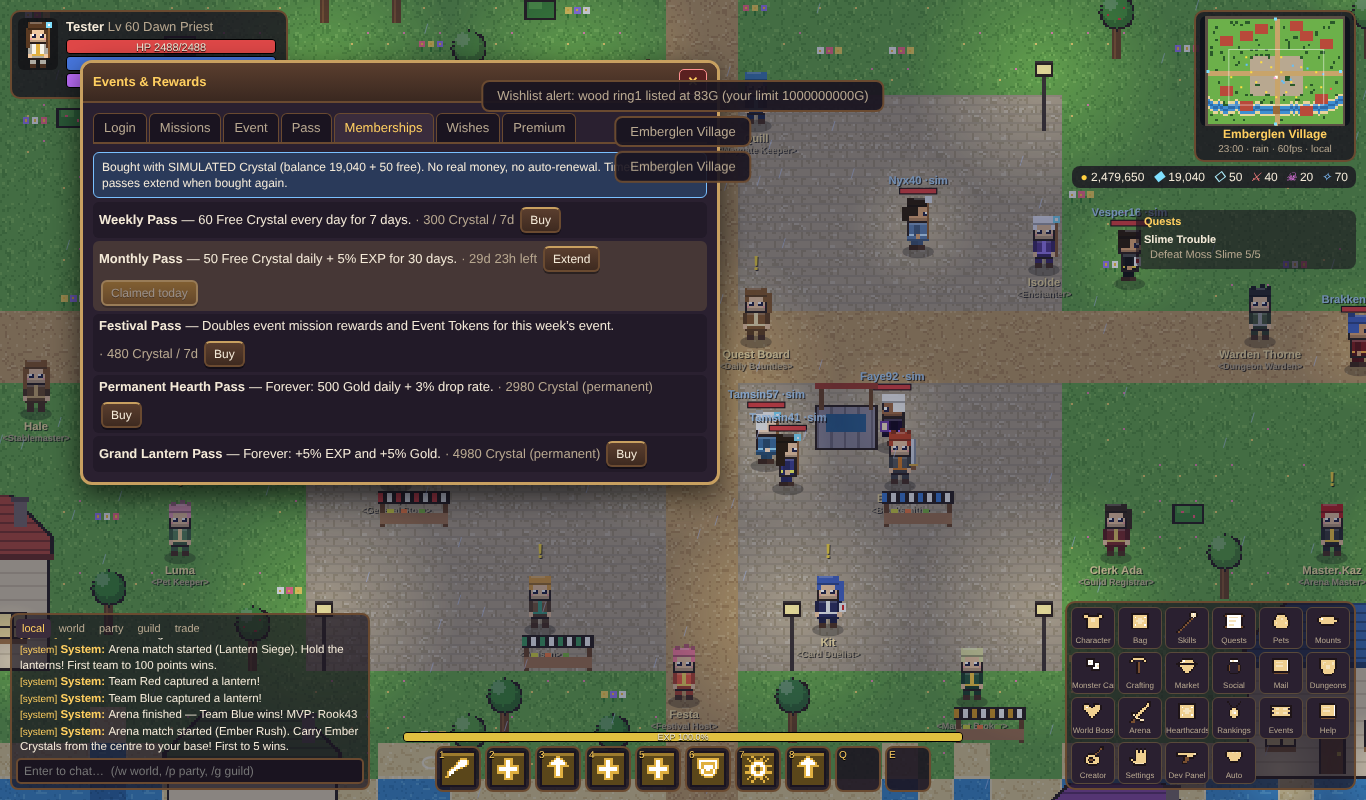 Tester Lv 60 Dawn Priest
HP 2488/2488
Events & Rewards
Wishlist alert: wood ring1 listed at 83G (your limit 1000000000G)
Emberglen Village
Emberglen Village
Login
Missions
Event
Pass
Memberships
Wishes
Premium
Bought with SIMULATED Crystal (balance 19,040 + 50 free). No real money, no auto-renewal.
passes extend when bought again.
Weekly Pass — 60 Free Crystal every day for 7 days. · 300 Crystal / 7d Buy
Monthly Pass — 50 Free Crystal daily + 5% EXP for 30 days. · 29d 23h left Extend
Claimed today
Festival Pass — Doubles event mission rewards and Event Tokens for this week's event.
· 480 Crystal / 7d Buy
Permanent Hearth Pass — Forever: 500 Gold daily + 3% drop rate. · 2980 Crystal (permanent)
Buy
Grand Lantern Pass — Forever: +5% EXP and +5% Gold. · 4980 Crystal (permanent) Buy
Emberglen Village
23:00 · rain · 60fps · local
2,479,650 19,040 50 40 20 70
Quests
Slime Trouble
Defeat Moss Slime 5/5
Nyx40 ·sim
Isolde
<Enchanter>
Quest Board
<Daily Bounties>
Warden Thorne
<Dungeon Warden>
Brakken
Hale
<Stablemaster>
Faye92 ·sim
Tamsin57 ·sim
Tamsin41 ·sim
Luma
<Pet Keeper>
Clerk Ada
<Guild Registrar>
Master Kaz
<Arena Master>
Kit
<Card Duelist>
Festa
<Festival Host>
local
world
party
guild
trade
[system] System: Arena match started (Lantern Siege). Hold the
lanterns! First team to 100 points wins.
[system] System: Team Red captured a lantern!
[system] System: Team Blue captured a lantern!
[system] System: Arena finished — Team Blue wins! MVP: Rook43
[system] System: Arena match started (Ember Rush). Carry Ember
Crystals from the centre to your base! First to 5 wins.
Enter to chat… (/w world, /p party, /g guild)
EXP 100.0%
1
2
3
4
5
6
7
8
Q
E
Character
Bag
Skills
Quests
Pets
Mounts
Monster Ca
Crafting
Market
Social
Mail
Dungeons
World Boss
Arena
Hearthcards
Rankings
Events
Help
Creator
Settings
Dev Panel
Auto